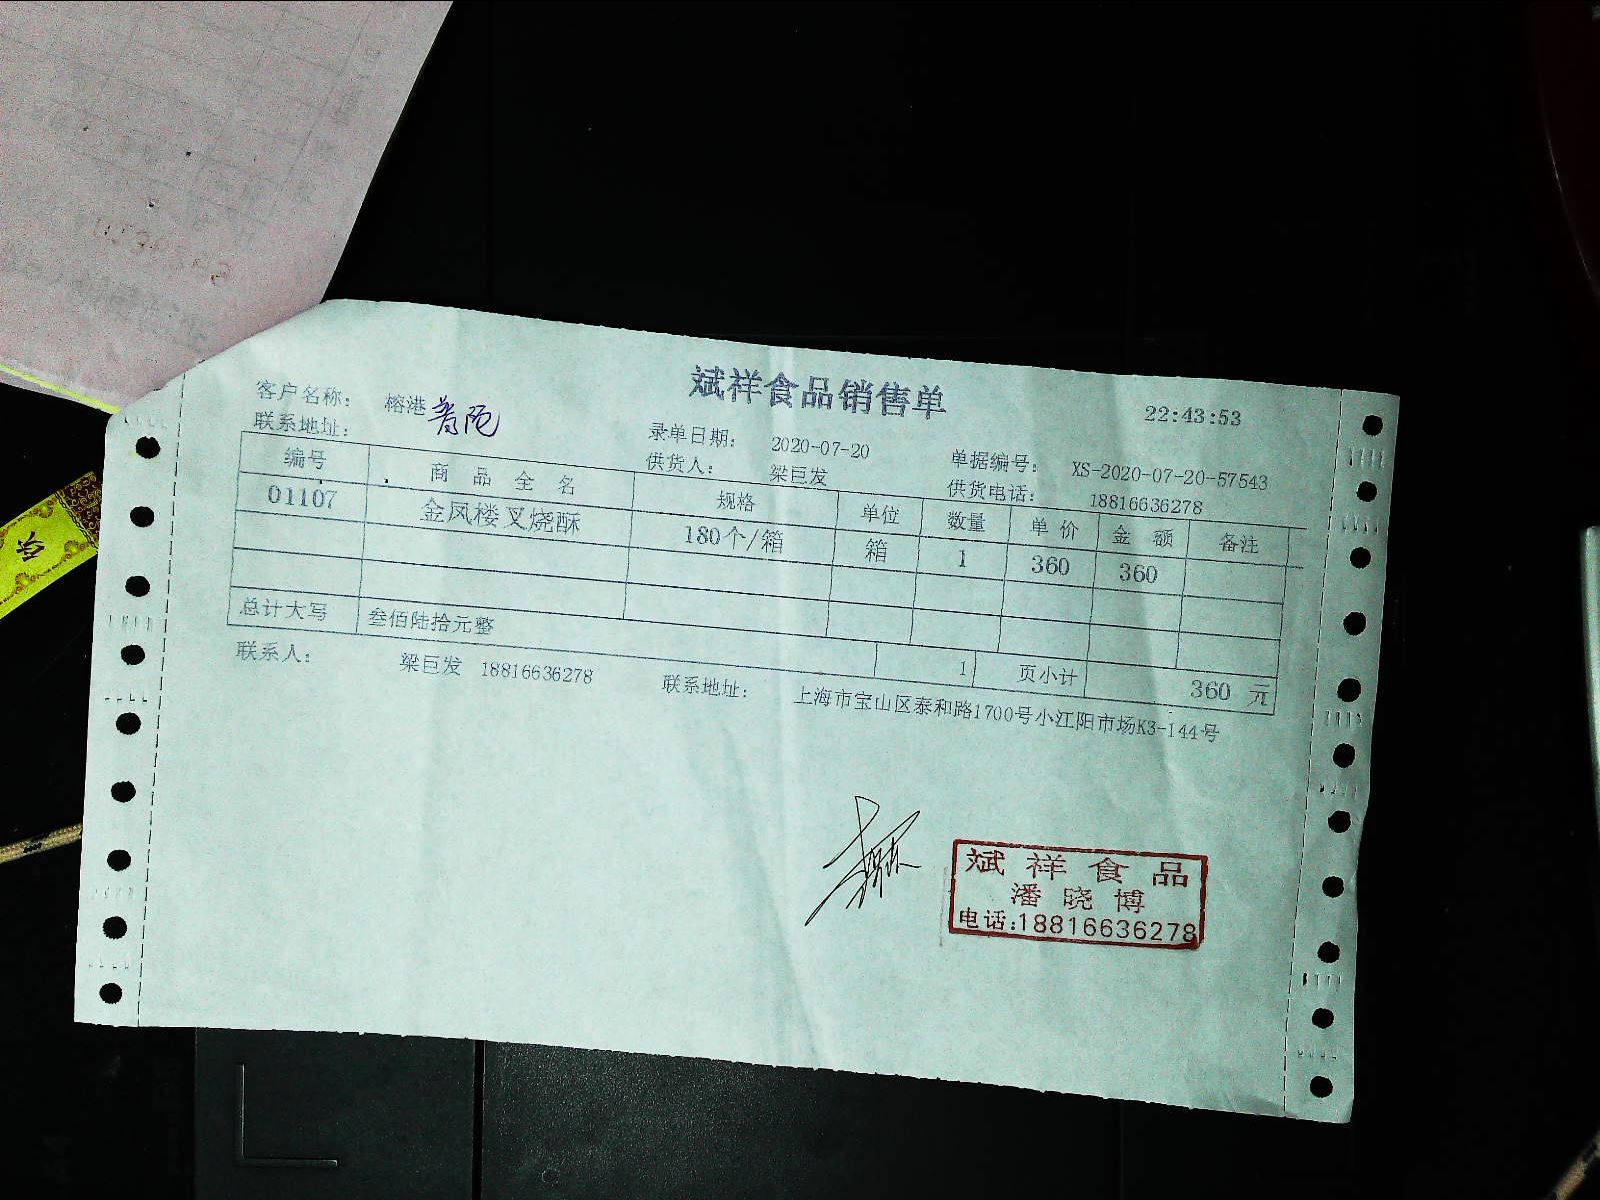 斌祥食品销售单
22:43:53
客户名称： 榕港 普陀
联系地址： 录单日期： 2020-07-20 单据编号： XS-2020-07-20-57543
供货人： 梁巨发 供货电话： 18816636278
编号 商品全名 规格 单位 数量 单价 金额 备注
01107 金凤楼叉烧酥 180个/箱 箱 1 360 360
总计大写 叁佰陆拾元整 1 页小计 360 元
联系人： 梁巨发 18816636278 联系地址： 上海市宝山区泰和路1700号小江阳市场K3-144号
斌祥食品
潘晓博
电话:18816636278